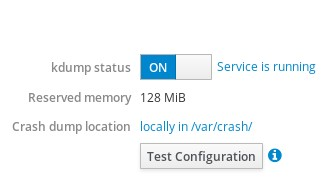 kdump status ON Service is running
Reserved memory 128 MiB
Crash dump location locally in /var/crash/
Test Configuration